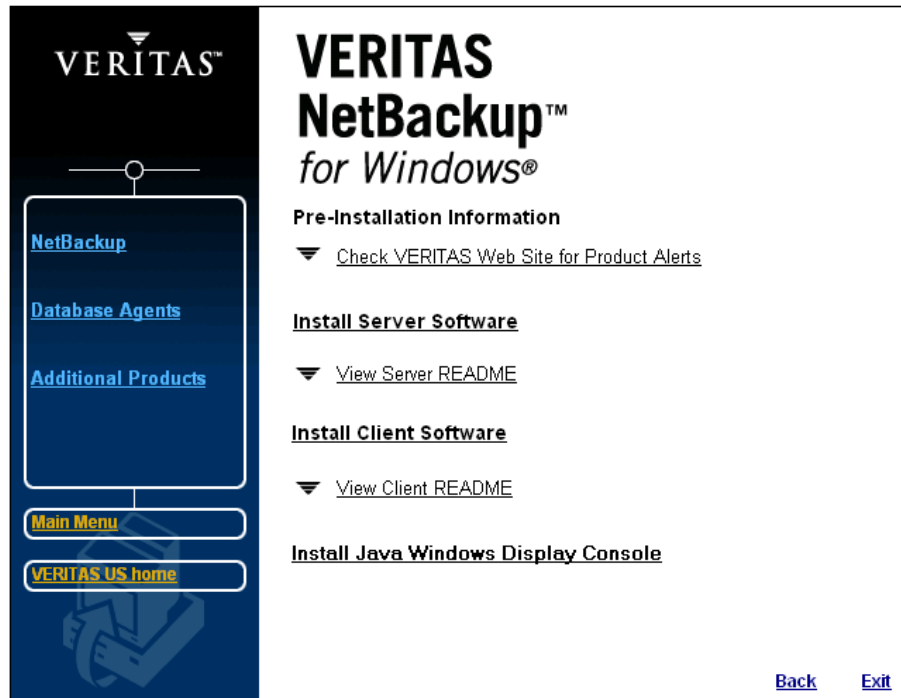 VERITAS™
NetBackup
Database Agents
Additional Products
Main Menu
VERITAS US home
VERITAS
NetBackup™
for Windows®
Pre-Installation Information
Check VERITAS Web Site for Product Alerts
Install Server Software
View Server README
Install Client Software
View Client README
Install Java Windows Display Console
Back Exit